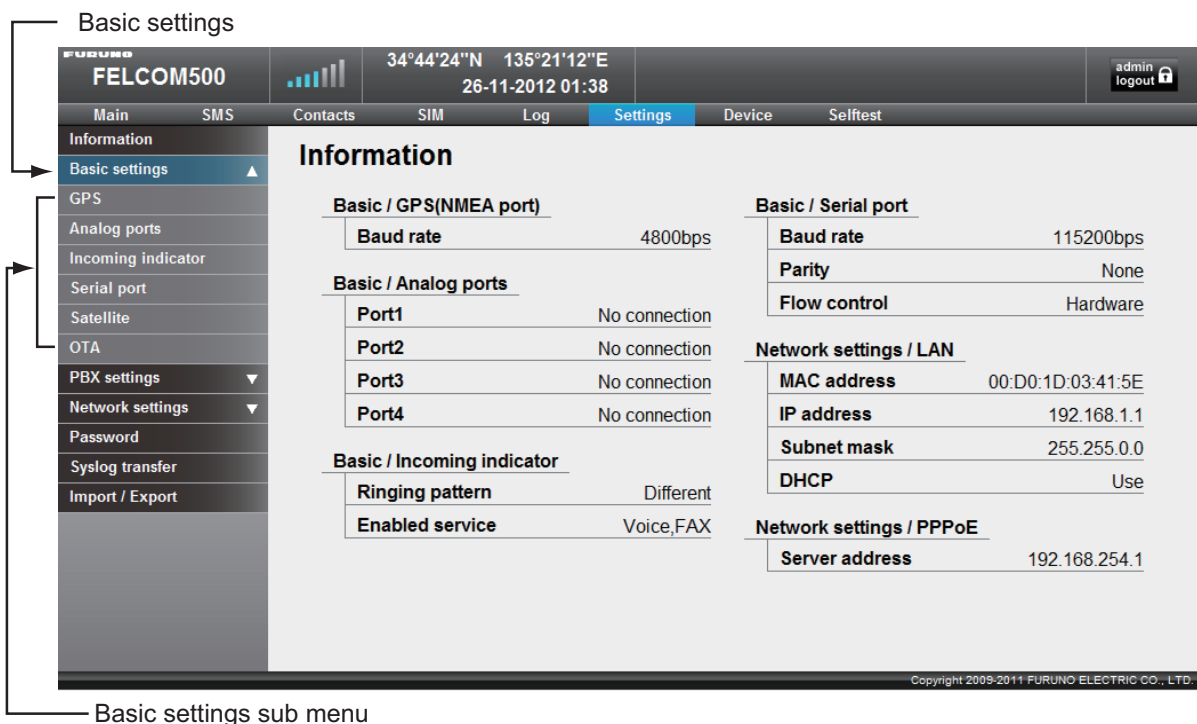 Basic settings
FURUNO
FELCOM500
34°44'24"N 135°21'12"E
26-11-2012 01:38
admin
logout
Main SMS Contacts SIM Log Settings Device Selftest
Information
Basic settings
GPS
Analog ports
Incoming indicator
Serial port
Satellite
OTA
PBX settings
Network settings
Password
Syslog transfer
Import / Export
Information
Basic / GPS(NMEA port)
Baud rate 4800bps
Basic / Analog ports
Port1 No connection
Port2 No connection
Port3 No connection
Port4 No connection
Basic / Incoming indicator
Ringing pattern Different
Enabled service Voice,FAX
Basic / Serial port
Baud rate 115200bps
Parity None
Flow control Hardware
Network settings / LAN
MAC address 00:D0:1D:03:41:5E
IP address 192.168.1.1
Subnet mask 255.255.0.0
DHCP Use
Network settings / PPPoE
Server address 192.168.254.1
Copyright 2009-2011 FURUNO ELECTRIC CO., LTD.
Basic settings sub menu